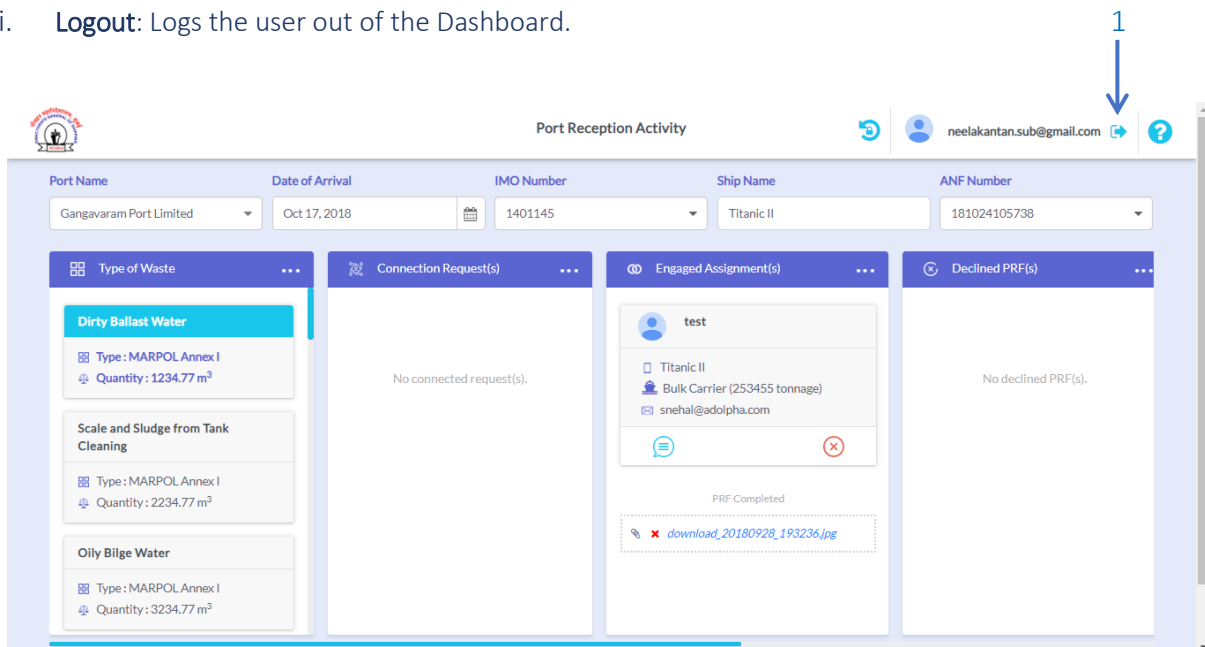 i. Logout: Logs the user out of the Dashboard.
1
Port Reception Activity
neelakantan.sub@gmail.com
?
Port Name
Date of Arrival
IMO Number
Ship Name
ANF Number
Gangavaram Port Limited
Oct 17, 2018
1401145
Titanic II
181024105738
Type of Waste ...
Connection Request(s) ...
Engaged Assignment(s) ...
Declined PRF(s) ...
Dirty Ballast Water
Type : MARPOL Annex I
Quantity : 1234.77 m³
Scale and Sludge from Tank
Cleaning
Type : MARPOL Annex I
Quantity : 2234.77 m³
Oily Bilge Water
Type : MARPOL Annex I
Quantity : 3234.77 m³
No connected request(s).
test
Titanic II
Bulk Carrier (253455 tonnage)
snehal@adolpha.com
PRF Completed
download_20180928_193236.jpg
No declined PRF(s).